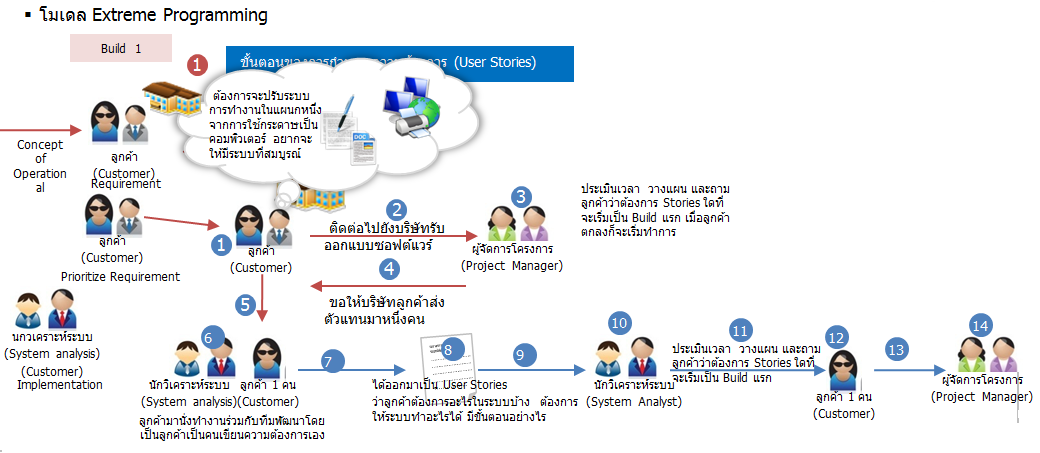 ▪ โมเดล Extreme Programming
Build 1
1
(User Stories)
ต้องการจะปรับระบบ
การทำงานในแผนกหนึ่ง
จากการใช้กระดาษเป็น
คอมพิวเตอร์ อยากจะ
ให้มีระบบที่สมบูรณ์
DOC
Concept
of
Operation
al
ลูกค้า
(Customer)
Requirement
ลูกค้า
(Customer)
Prioritize Requirement
1
ลูกค้า
(Customer)
2
ติดต่อไปยังบริษัทรับ
ออกแบบซอฟต์แวร์
3
ผู้จัดการโครงการ
(Project Manager)
ประเมินเวลา วางแผน และถาม
ลูกค้าว่าต้องการ Stories ใดที่
จะเริ่มเป็น Build แรก เมื่อลูกค้า
ตกลงก็จะเริ่มทำการ
4
ขอให้บริษัทลูกค้าส่ง
ตัวแทนมาหนึ่งคน
5
นักวิเคราะห์ระบบ
(System analysis)
(Customer)
Implementation
6
นักวิเคราะห์ระบบ
(System analysis)
ลูกค้า 1 คน
(Customer)
ลูกค้ามานั่งทำงานร่วมกับทีมพัฒนาโดย
เป็นลูกค้าเป็นคนเขียนความต้องการเอง
7
8
ได้ออกมาเป็น User Stories
ว่าลูกค้าต้องการอะไรในระบบบ้าง ต้องการ
ให้ระบบทำอะไรได้ มีขั้นตอนอย่างไร
9
10
นักวิเคราะห์ระบบ
(System Analyst)
11
ประเมินเวลา วางแผน และถาม
ลูกค้าว่าต้องการ Stories ใดที่
จะเริ่มเป็น Build แรก
12
ลูกค้า 1 คน
(Customer)
13
14
ผู้จัดการโครงการ
(Project Manager)